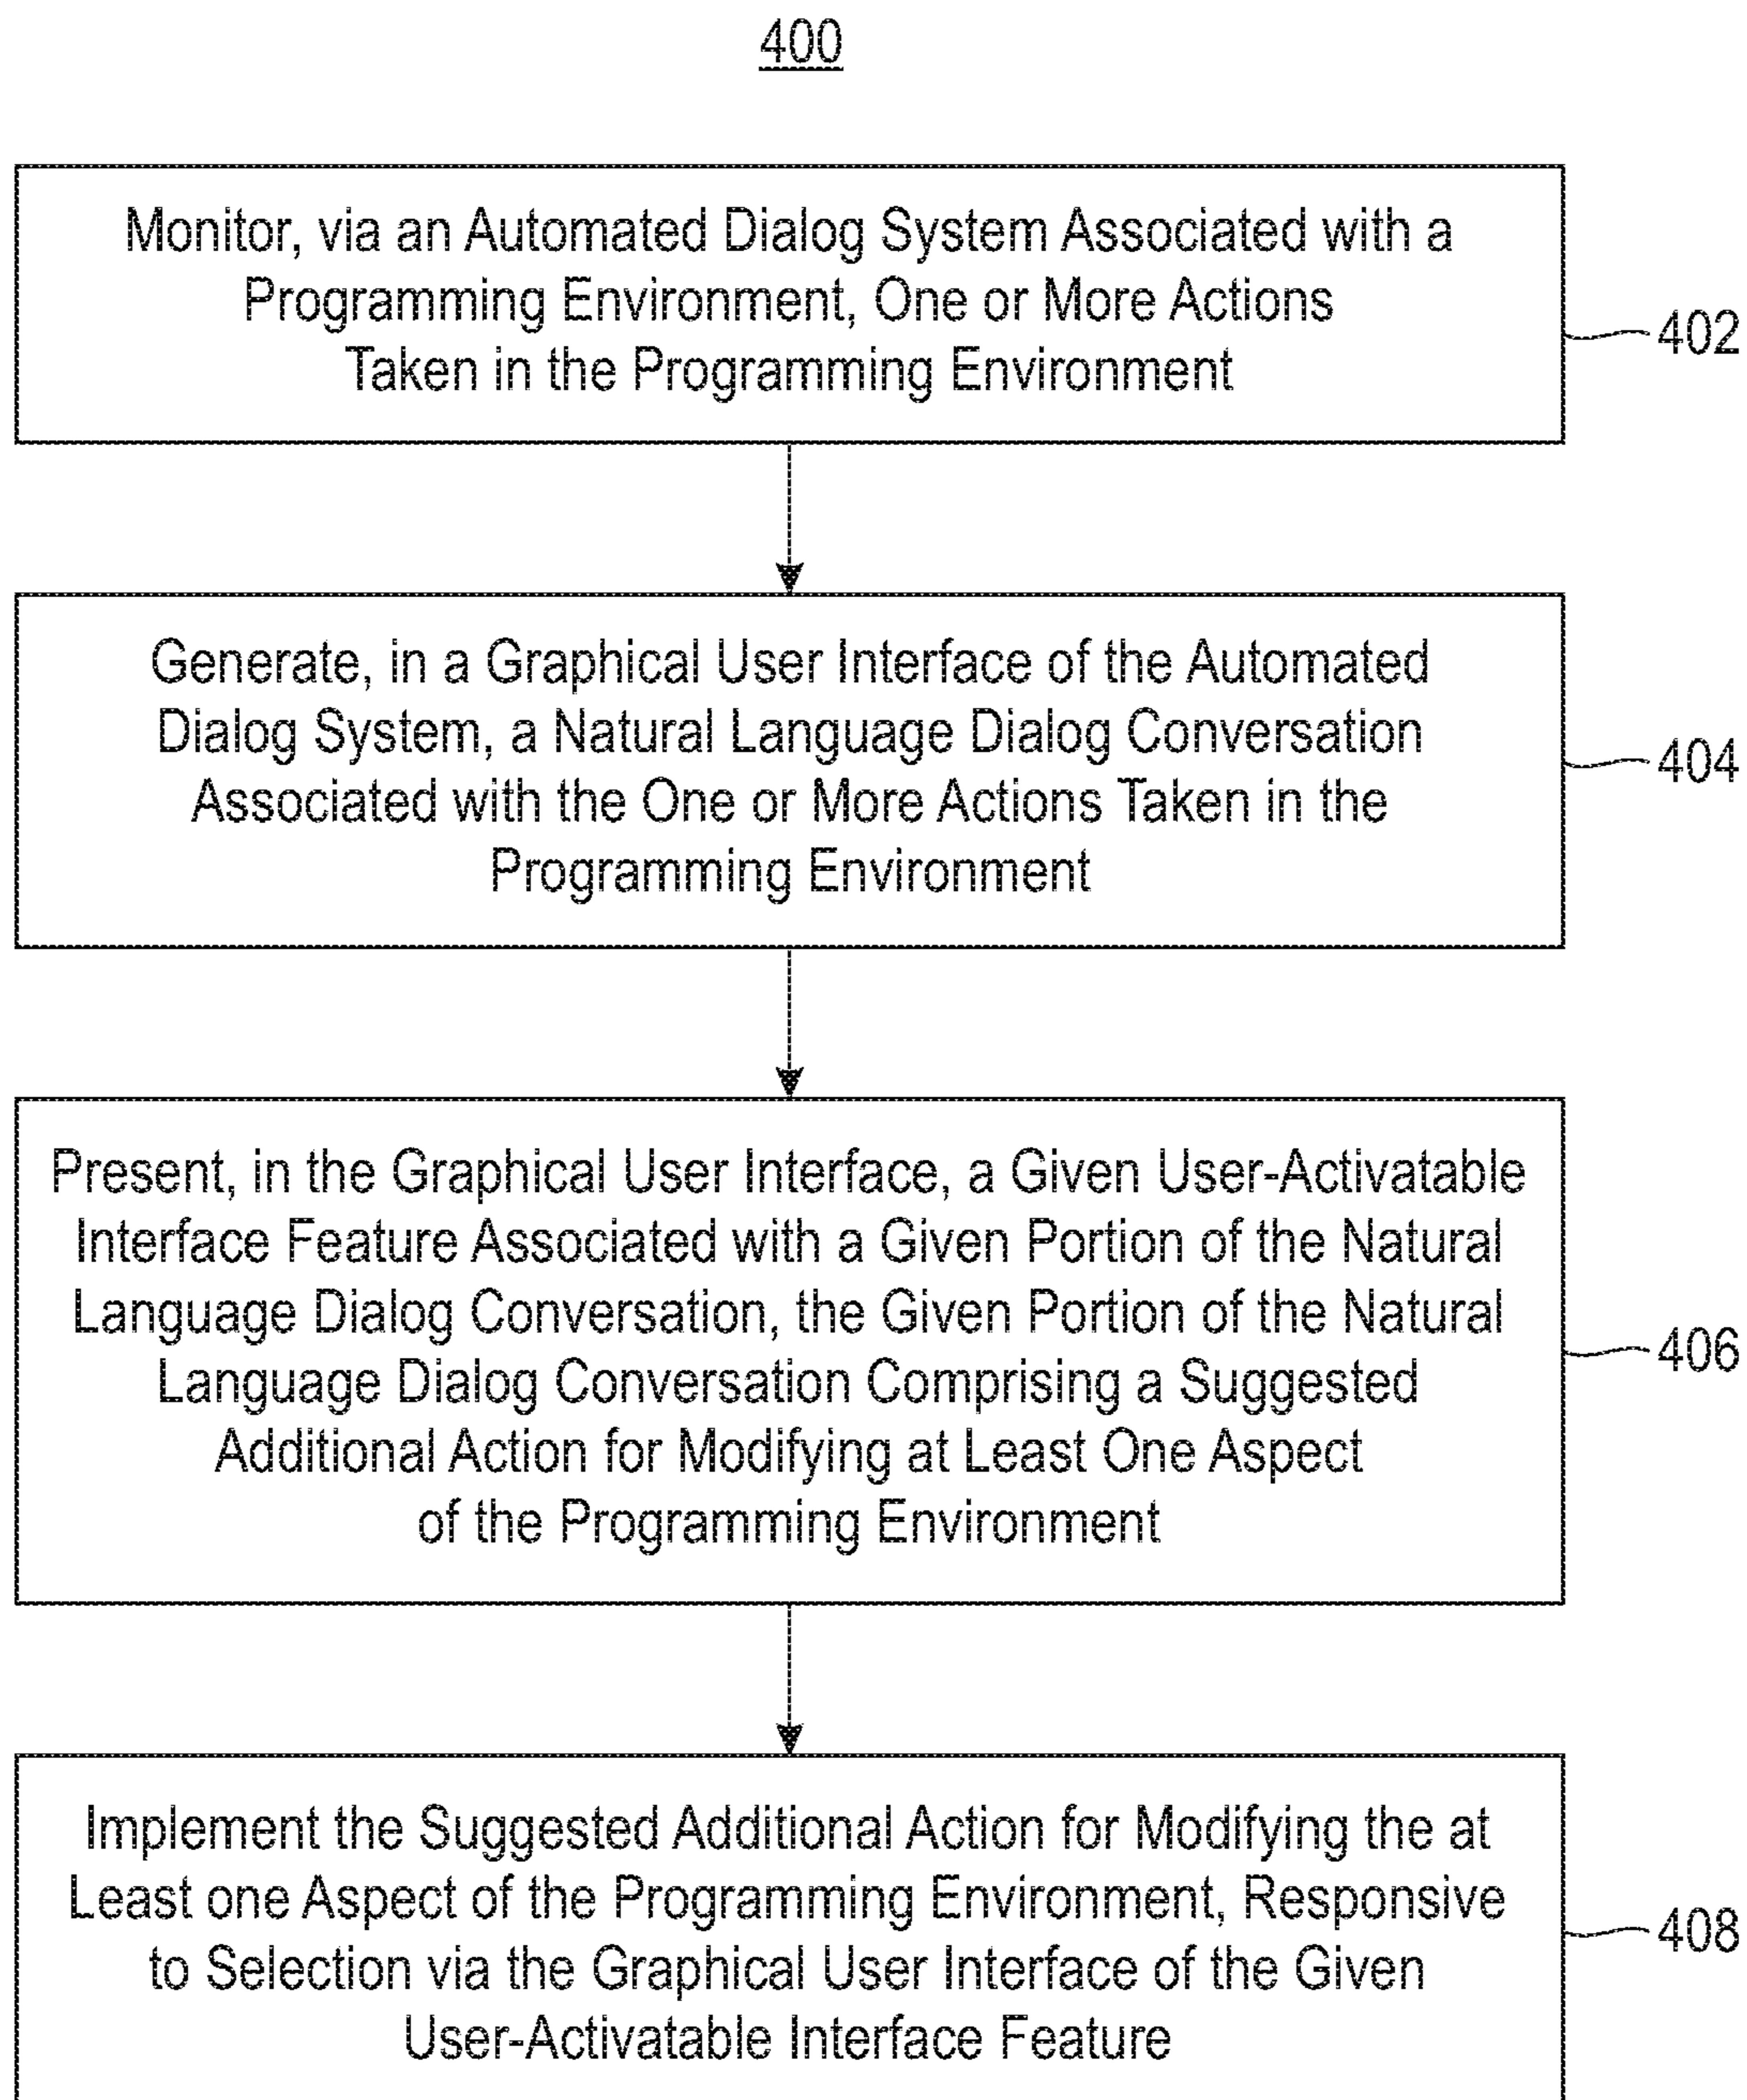 400
Monitor, via an Automated Dialog System Associated with a
Programming Environment, One or More Actions
Taken in the Programming Environment
402
Generate, in a Graphical User Interface of the Automated
Dialog System, a Natural Language Dialog Conversation
Associated with the One or More Actions Taken in the
Programming Environment
404
Present, in the Graphical User Interface, a Given User-Activatable
Interface Feature Associated with a Given Portion of the Natural
Language Dialog Conversation, the Given Portion of the Natural
Language Dialog Conversation Comprising a Suggested
Additional Action for Modifying at Least One Aspect
of the Programming Environment
406
Implement the Suggested Additional Action for Modifying the at
Least one Aspect of the Programming Environment, Responsive
to Selection via the Graphical User Interface of the Given
User-Activatable Interface Feature
408